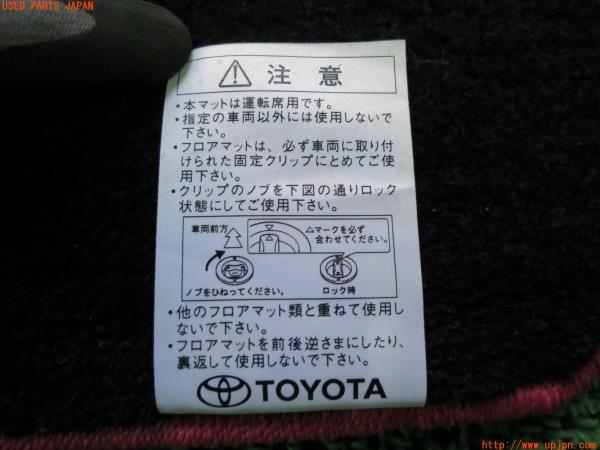 USED PARTS JAPAN
注意
・本マットは運転席用です。
・指定の車両以外には使用しないで
下さい。
・フロアマットは、必ず車両に取り付
けられた固定クリップにとめてご使
用下さい。
・クリップのノブを下図の通りロック
状態にしてご使用下さい。
車両前方
△マークを必ず
合わせてください。
ノブをひねってください。
ロック時
・他のフロアマット類と重ねて使用し
ないで下さい。
・フロアマットを前後逆さまにしたり、
裏返して使用しないで下さい。
TOYOTA
http://www.upjpn.com/